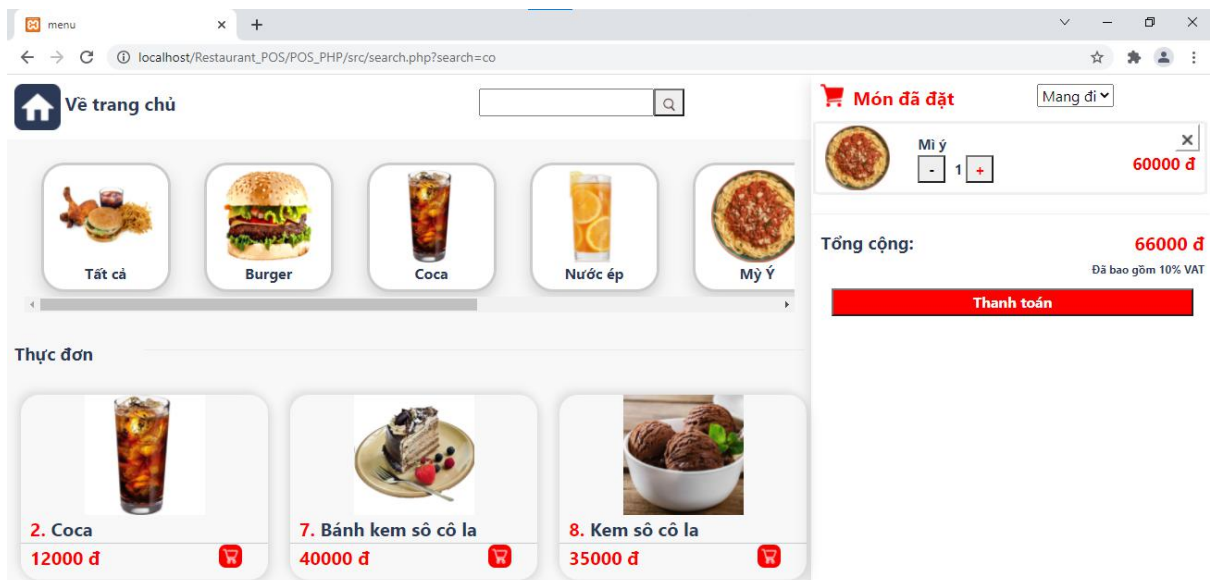 menu
localhost/Restaurant_POS/POS_PHP/src/search.php?search=co
Về trang chủ
Món đã đặt
Mang đi
Mì ý
- 1 +
60000 đ
Tất cả
Burger
Coca
Nước ép
Mỳ Ý
Tổng cộng:
66000 đ
Đã bao gồm 10% VAT
Thanh toán
Thực đơn
2. Coca
12000 đ
7. Bánh kem sô cô la
40000 đ
8. Kem sô cô la
35000 đ